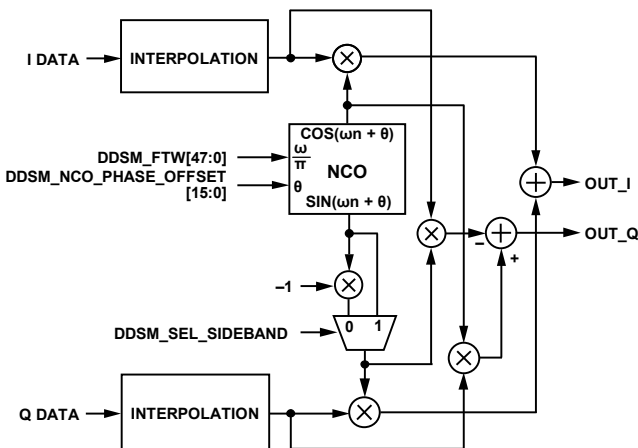 I DATA
INTERPOLATION
COS(ωn + θ)
DDSM_FTW[47:0]
ω
π
NCO
DDSM_NCO_PHASE_OFFSET
[15:0]
θ
SIN(ωn + θ)
OUT_I
OUT_Q
–
+
–1
0 1
DDSM_SEL_SIDEBAND
Q DATA
INTERPOLATION